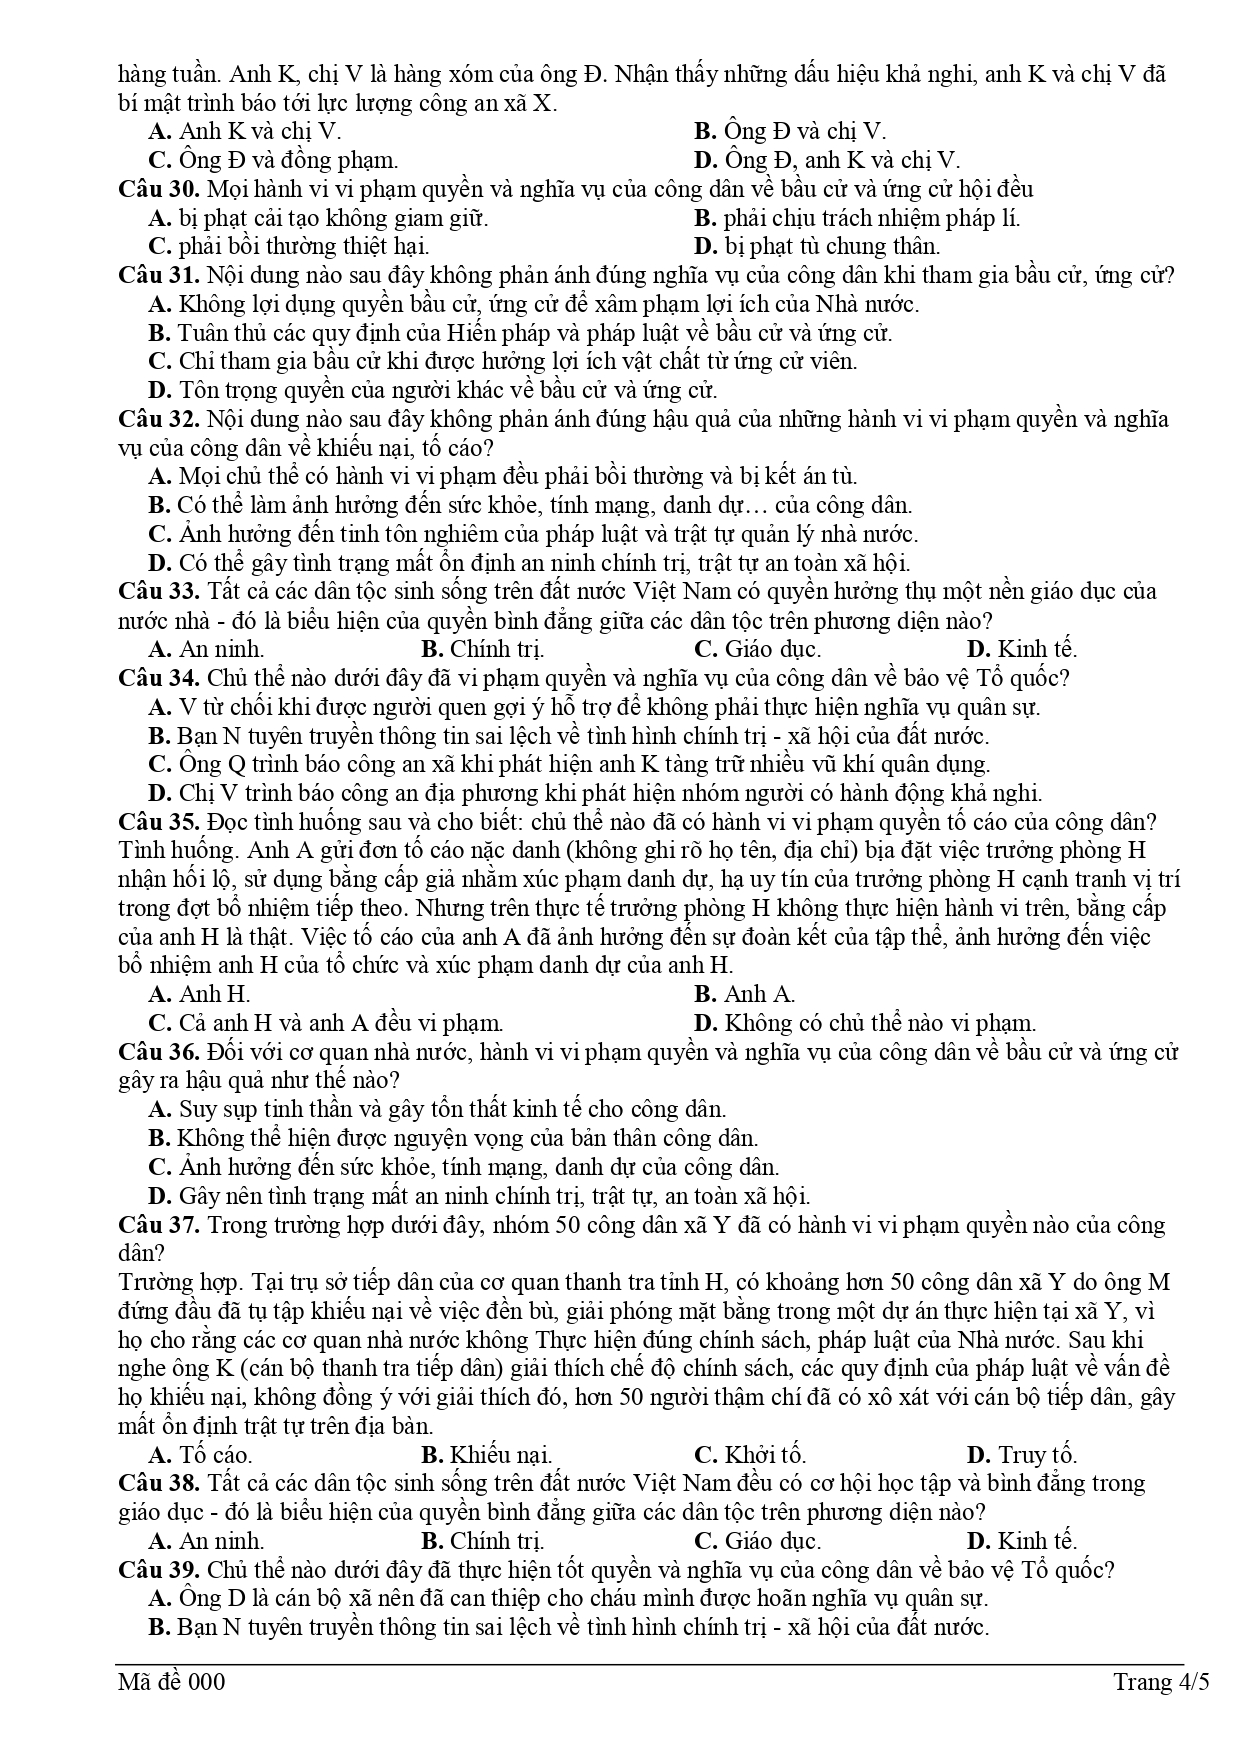 hàng tuần. Anh K, chị V là hàng xóm của ông Đ. Nhận thấy những dấu hiệu khả nghi, anh K và chị V đã
bí mật trình báo tới lực lượng công an xã X.
A. Anh K và chị V. B. Ông Đ và chị V.
C. Ông Đ và đồng phạm. D. Ông Đ, anh K và chị V.
Câu 30. Mọi hành vi vi phạm quyền và nghĩa vụ của công dân về bầu cử và ứng cử hội đều
A. bị phạt cải tạo không giam giữ. B. phải chịu trách nhiệm pháp lí.
C. phải bồi thường thiệt hại. D. bị phạt tù chung thân.
Câu 31. Nội dung nào sau đây không phản ánh đúng nghĩa vụ của công dân khi tham gia bầu cử, ứng cử?
A. Không lợi dụng quyền bầu cử, ứng cử để xâm phạm lợi ích của Nhà nước.
B. Tuân thủ các quy định của Hiến pháp và pháp luật về bầu cử và ứng cử.
C. Chỉ tham gia bầu cử khi được hưởng lợi ích vật chất từ ứng cử viên.
D. Tôn trọng quyền của người khác về bầu cử và ứng cử.
Câu 32. Nội dung nào sau đây không phản ánh đúng hậu quả của những hành vi vi phạm quyền và nghĩa
vụ của công dân về khiếu nại, tố cáo?
A. Mọi chủ thể có hành vi vi phạm đều phải bồi thường và bị kết án tù.
B. Có thể làm ảnh hưởng đến sức khỏe, tính mạng, danh dự… của công dân.
C. Ảnh hưởng đến tinh tôn nghiêm của pháp luật và trật tự quản lý nhà nước.
D. Có thể gây tình trạng mất ổn định an ninh chính trị, trật tự an toàn xã hội.
Câu 33. Tất cả các dân tộc sinh sống trên đất nước Việt Nam có quyền hưởng thụ một nền giáo dục của
nước nhà - đó là biểu hiện của quyền bình đẳng giữa các dân tộc trên phương diện nào?
A. An ninh. B. Chính trị. C. Giáo dục. D. Kinh tế.
Câu 34. Chủ thể nào dưới đây đã vi phạm quyền và nghĩa vụ của công dân về bảo vệ Tổ quốc?
A. V từ chối khi được người quen gợi ý hỗ trợ để không phải thực hiện nghĩa vụ quân sự.
B. Bạn N tuyên truyền thông tin sai lệch về tình hình chính trị - xã hội của đất nước.
C. Ông Q trình báo công an xã khi phát hiện anh K tàng trữ nhiều vũ khí quân dụng.
D. Chị V trình báo công an địa phương khi phát hiện nhóm người có hành động khả nghi.
Câu 35. Đọc tình huống sau và cho biết: chủ thể nào đã có hành vi vi phạm quyền tố cáo của công dân?
Tình huống. Anh A gửi đơn tố cáo nặc danh (không ghi rõ họ tên, địa chỉ) bịa đặt việc trưởng phòng H
nhận hối lộ, sử dụng bằng cấp giả nhằm xúc phạm danh dự, hạ uy tín của trưởng phòng H cạnh tranh vị trí
trong đợt bổ nhiệm tiếp theo. Nhưng trên thực tế trưởng phòng H không thực hiện hành vi trên, bằng cấp
của anh H là thật. Việc tố cáo của anh A đã ảnh hưởng đến sự đoàn kết của tập thể, ảnh hưởng đến việc
bổ nhiệm anh H của tổ chức và xúc phạm danh dự của anh H.
A. Anh H. B. Anh A.
C. Cả anh H và anh A đều vi phạm. D. Không có chủ thể nào vi phạm.
Câu 36. Đối với cơ quan nhà nước, hành vi vi phạm quyền và nghĩa vụ của công dân về bầu cử và ứng cử
gây ra hậu quả như thế nào?
A. Suy sụp tinh thần và gây tổn thất kinh tế cho công dân.
B. Không thể hiện được nguyện vọng của bản thân công dân.
C. Ảnh hưởng đến sức khỏe, tính mạng, danh dự của công dân.
D. Gây nên tình trạng mất an ninh chính trị, trật tự, an toàn xã hội.
Câu 37. Trong trường hợp dưới đây, nhóm 50 công dân xã Y đã có hành vi vi phạm quyền nào của công
dân?
Trường hợp. Tại trụ sở tiếp dân của cơ quan thanh tra tỉnh H, có khoảng hơn 50 công dân xã Y do ông M
đứng đầu đã tụ tập khiếu nại về việc đền bù, giải phóng mặt bằng trong một dự án thực hiện tại xã Y, vì
họ cho rằng các cơ quan nhà nước không Thực hiện đúng chính sách, pháp luật của Nhà nước. Sau khi
nghe ông K (cán bộ thanh tra tiếp dân) giải thích chế độ chính sách, các quy định của pháp luật về vấn đề
họ khiếu nại, không đồng ý với giải thích đó, hơn 50 người thậm chí đã có xô xát với cán bộ tiếp dân, gây
mất ổn định trật tự trên địa bàn.
A. Tố cáo. B. Khiếu nại. C. Khởi tố. D. Truy tố.
Câu 38. Tất cả các dân tộc sinh sống trên đất nước Việt Nam đều có cơ hội học tập và bình đẳng trong
giáo dục - đó là biểu hiện của quyền bình đẳng giữa các dân tộc trên phương diện nào?
A. An ninh. B. Chính trị. C. Giáo dục. D. Kinh tế.
Câu 39. Chủ thể nào dưới đây đã thực hiện tốt quyền và nghĩa vụ của công dân về bảo vệ Tổ quốc?
A. Ông D là cán bộ xã nên đã can thiệp cho cháu mình được hoãn nghĩa vụ quân sự.
B. Bạn N tuyên truyền thông tin sai lệch về tình hình chính trị - xã hội của đất nước.
Mã đề 000 Trang 4/5